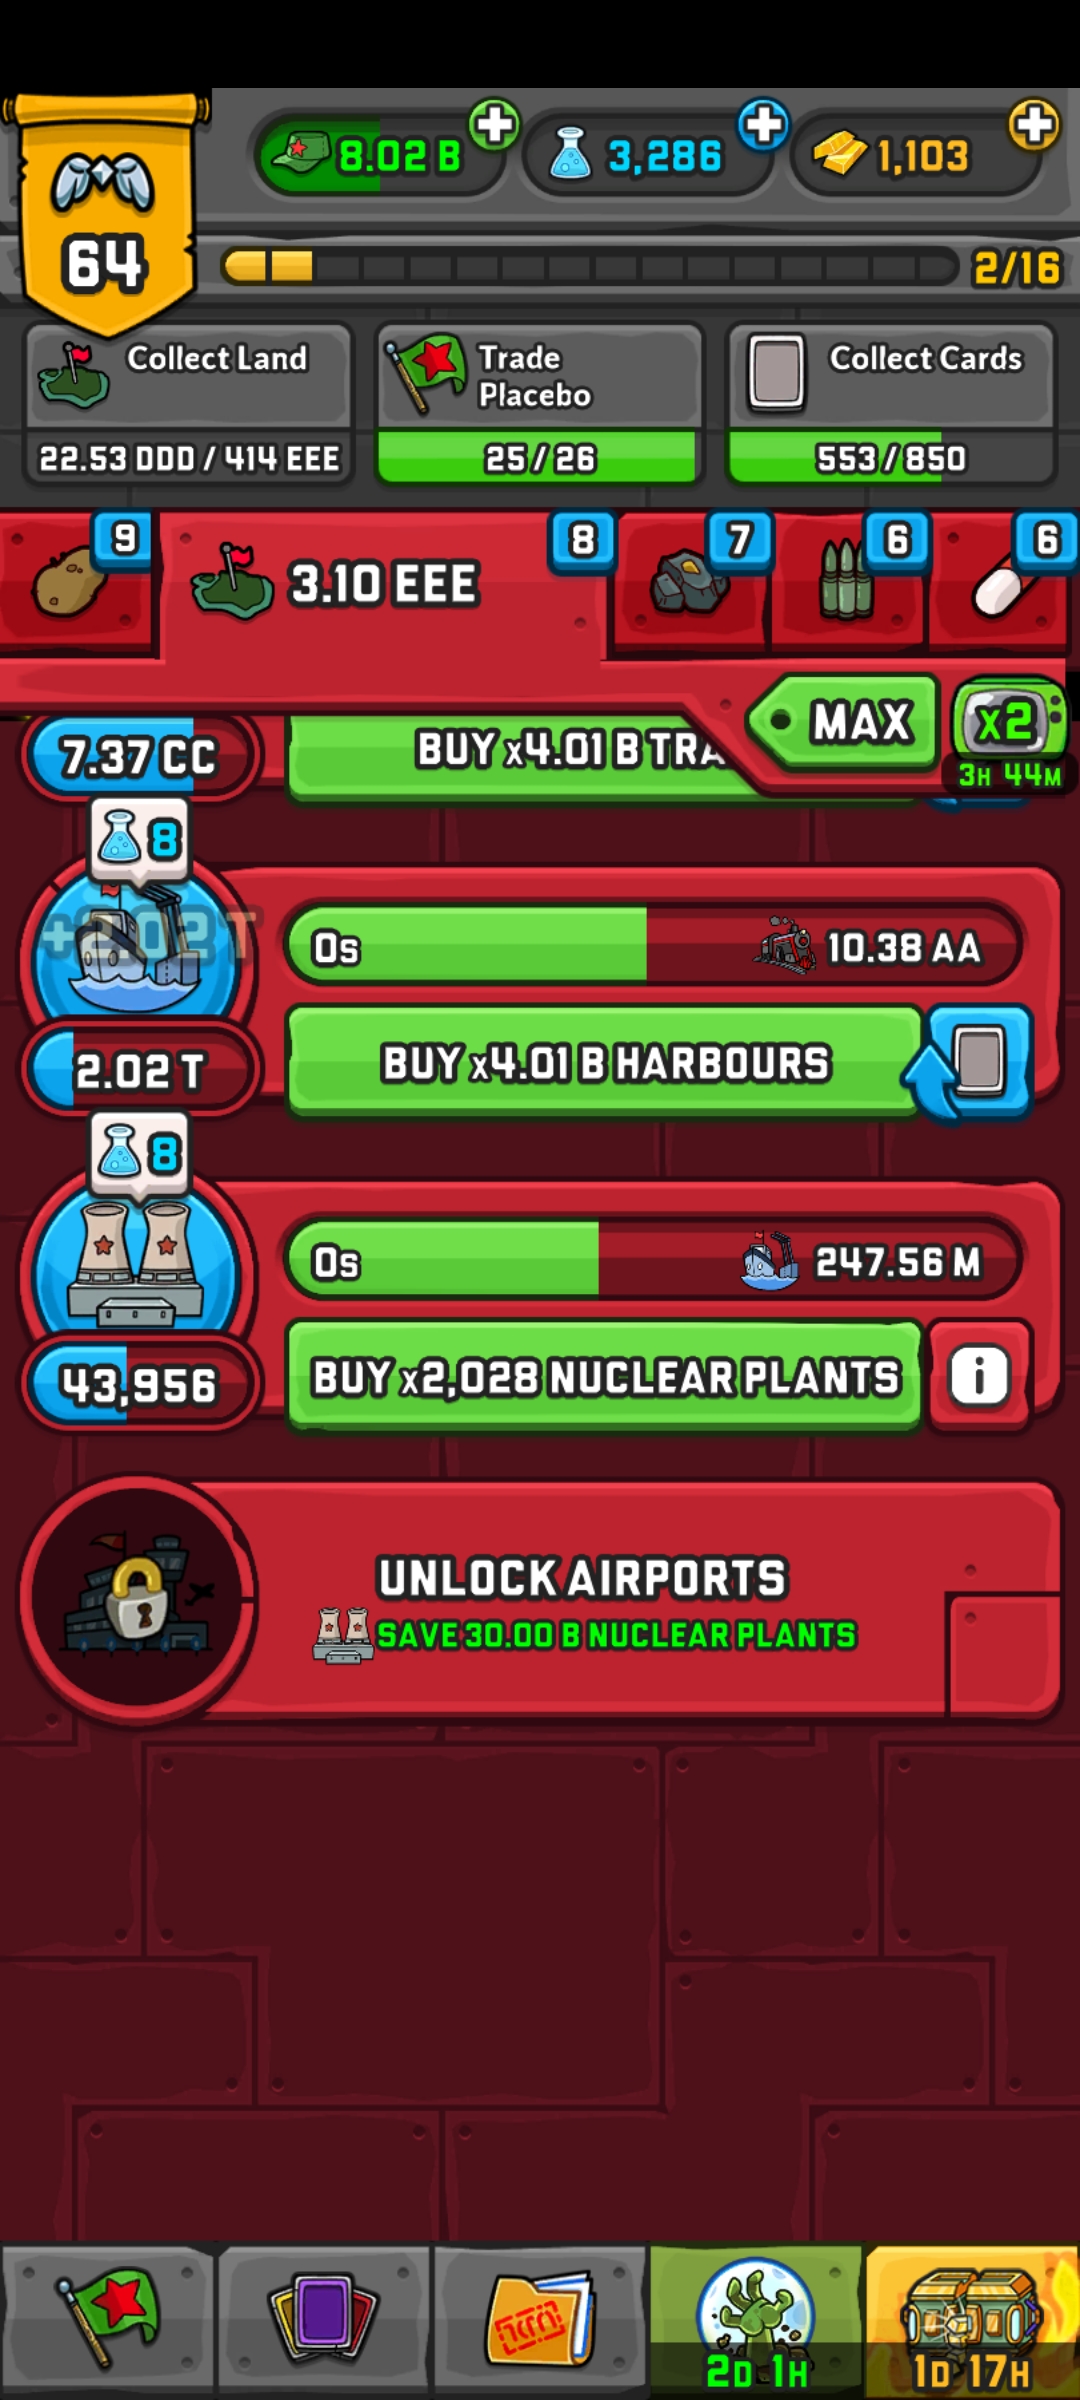 64
8.02 B
3,286
1,103
2/16
Collect Land
22.53 DDD / 414 EEE
Trade
Placebo
25 / 26
Collect Cards
553 / 850
9
3.10 EEE
8
7
6
6
MAX
x2
3H 44M
7.37 CC
BUY x4.01 B TRA
8
+2.02 T
0s
10.38 AA
2.02 T
BUY x4.01 B HARBOURS
8
0s
247.56 M
43,956
BUY x2,028 NUCLEAR PLANTS
i
UNLOCK AIRPORTS
SAVE 30.00 B NUCLEAR PLANTS
2D 1H
1D 17H